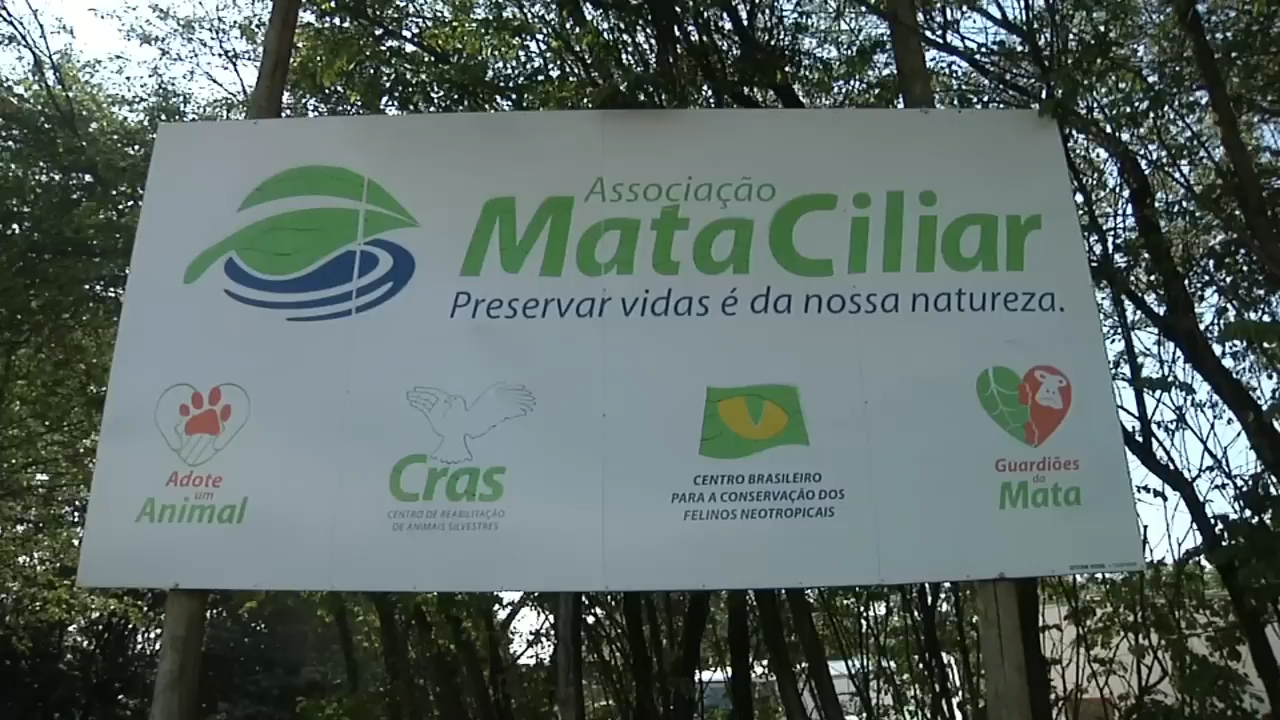 Associação
MataCiliar
Preservar vidas é da nossa natureza.
Adote
um
Animal
Cras
CENTRO DE REABILITAÇÃO
DE ANIMAIS SILVESTRES
CENTRO BRASILEIRO
PARA A CONSERVAÇÃO DOS
FELINOS NEOTROPICAIS
Guardiões
da
Mata